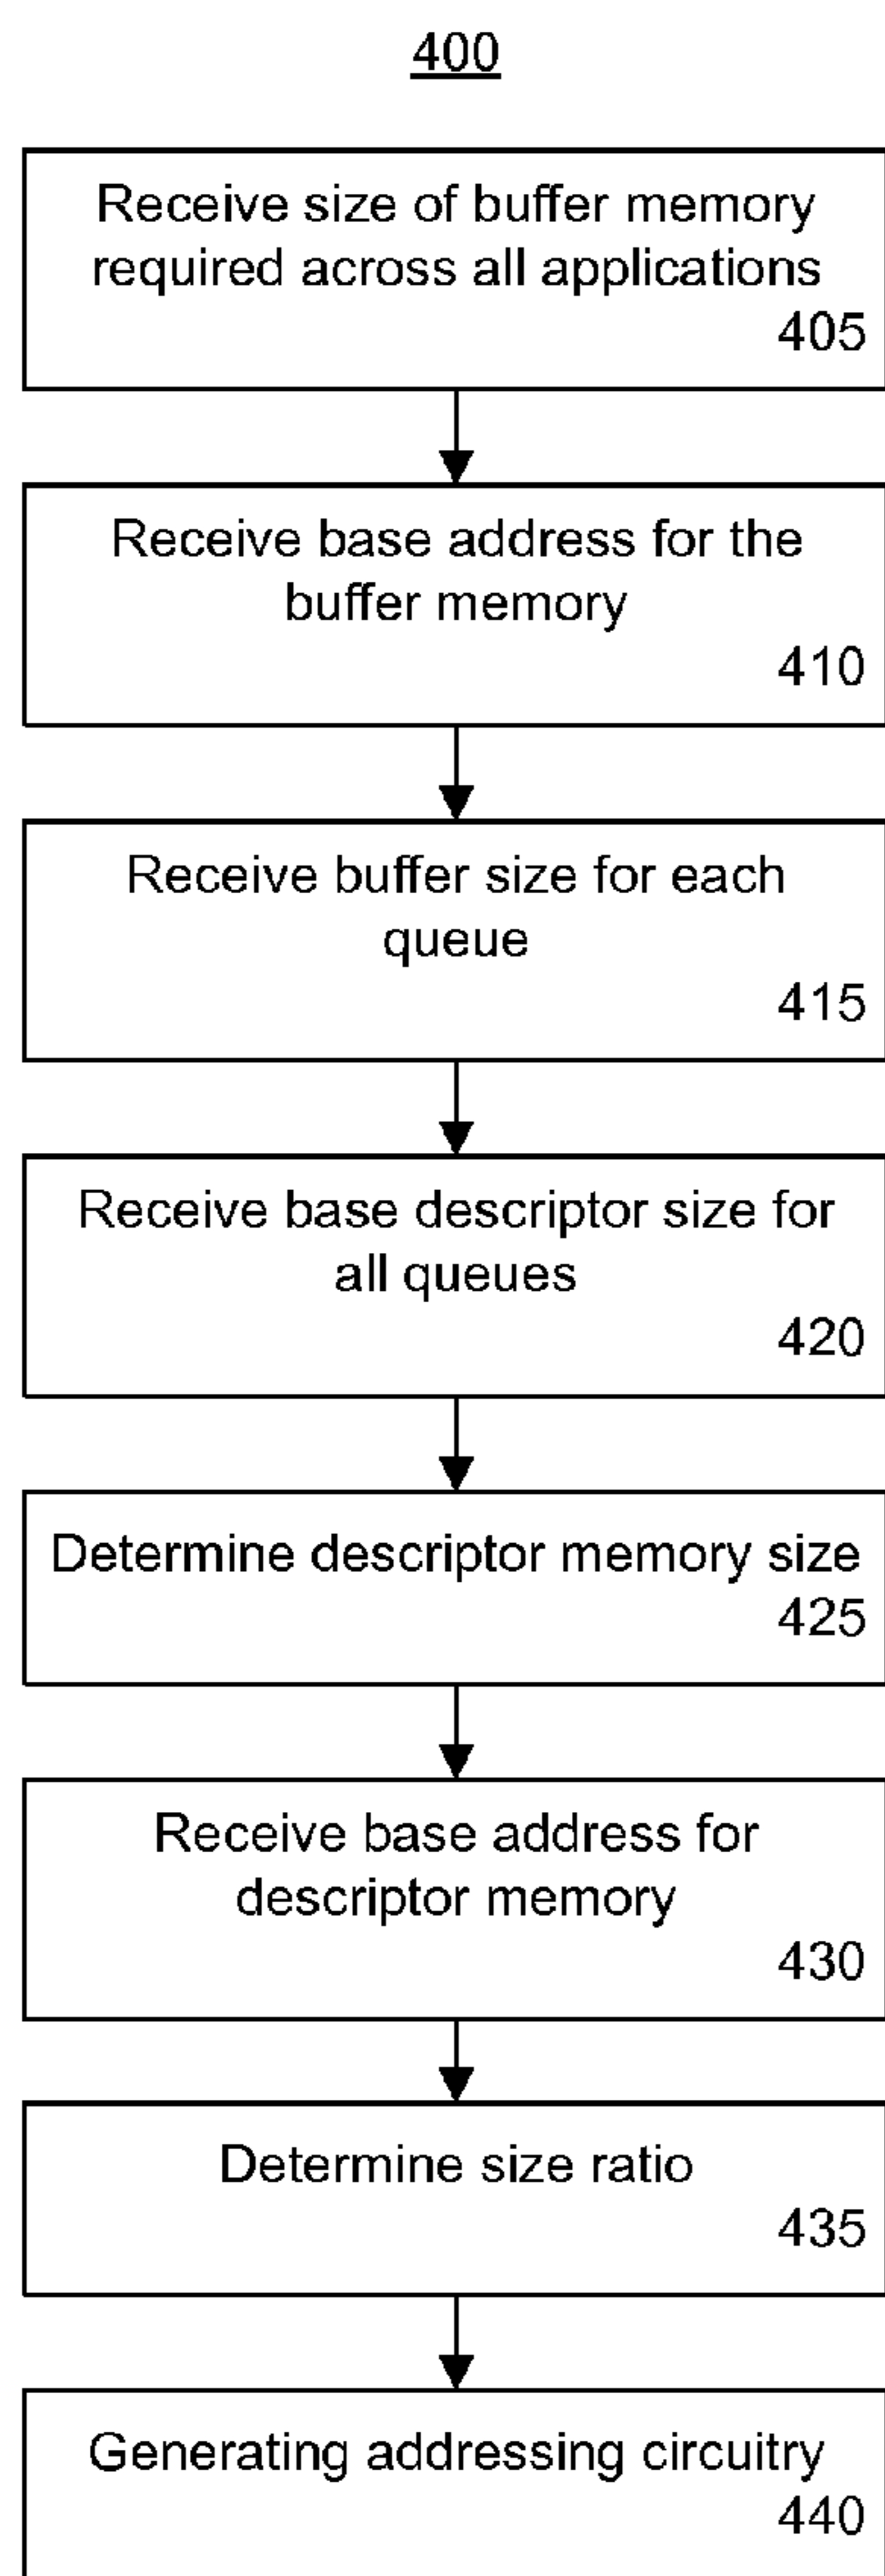 400
Receive size of buffer memory
required across all applications
405
Receive base address for the
buffer memory
410
Receive buffer size for each
queue
415
Receive base descriptor size for
all queues
420
Determine descriptor memory size
425
Receive base address for
descriptor memory
430
Determine size ratio
435
Generating addressing circuitry
440